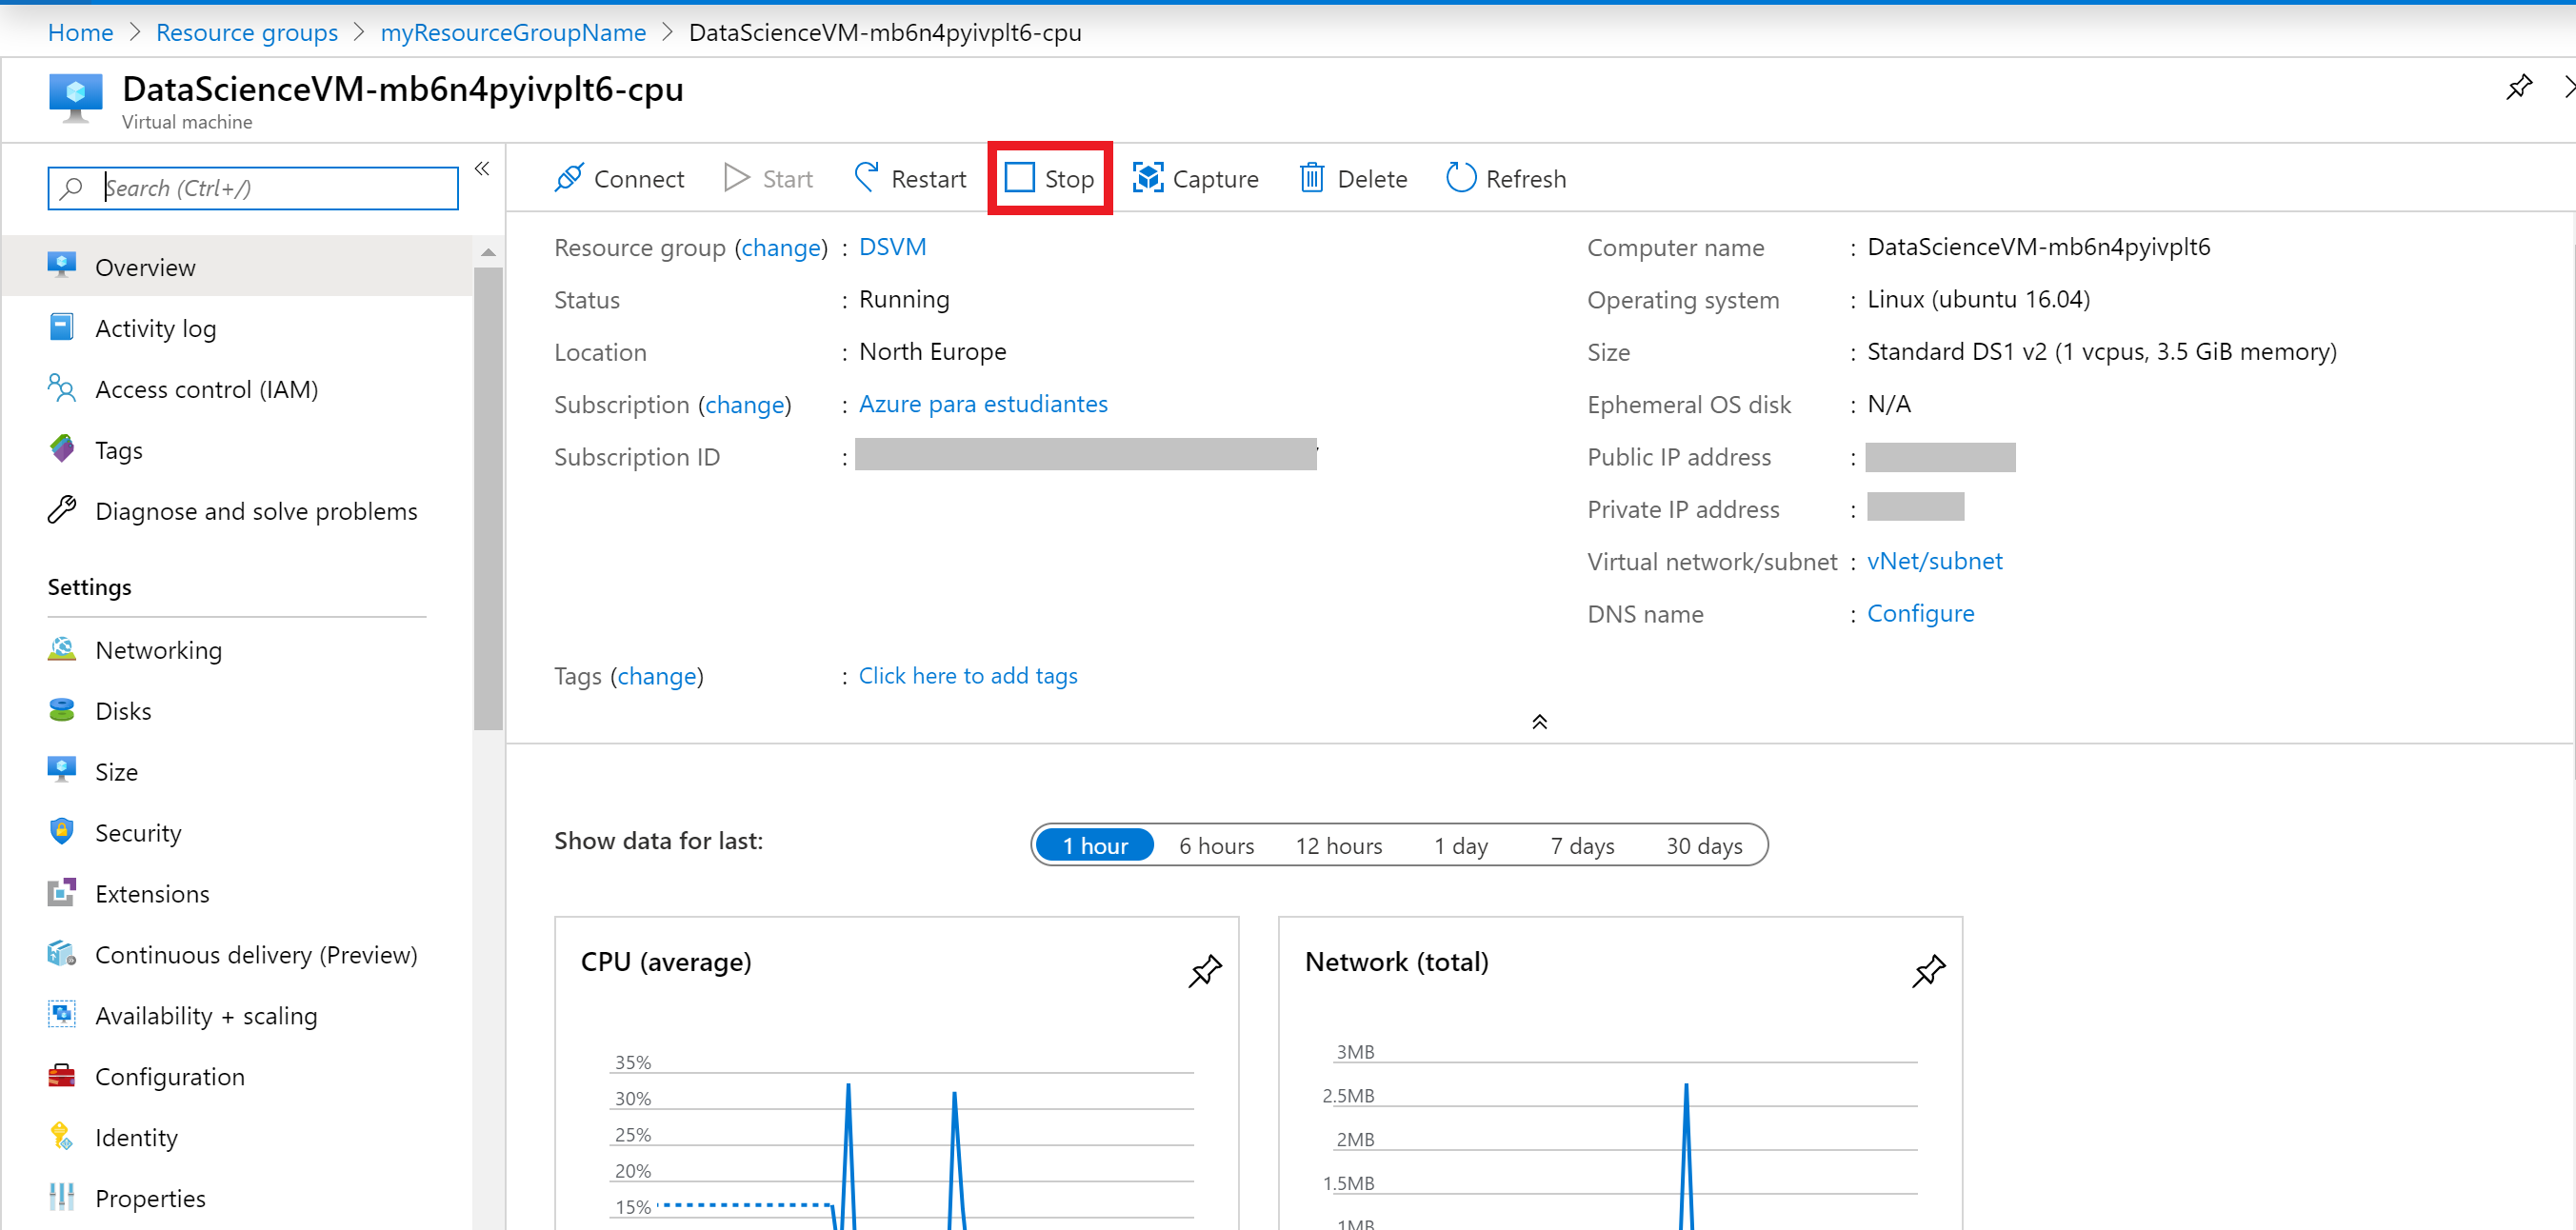 Home > Resource groups > myResourceGroupName > DataScienceVM-mb6n4pyivplt6-cpu
DataScienceVM-mb6n4pyivplt6-cpu
Virtual machine
Search (Ctrl+/)
«
Connect Start Restart Stop Capture Delete Refresh
Overview
Activity log
Access control (IAM)
Tags
Diagnose and solve problems
Settings
Networking
Disks
Size
Security
Extensions
Continuous delivery (Preview)
Availability + scaling
Configuration
Identity
Properties
Resource group (change) : DSVM
Status : Running
Location : North Europe
Subscription (change) : Azure para estudiantes
Subscription ID :
Computer name : DataScienceVM-mb6n4pyivplt6
Operating system : Linux (ubuntu 16.04)
Size : Standard DS1 v2 (1 vcpus, 3.5 GiB memory)
Ephemeral OS disk : N/A
Public IP address :
Private IP address :
Virtual network/subnet : vNet/subnet
DNS name : Configure
Tags (change) : Click here to add tags
Show data for last: 1 hour 6 hours 12 hours 1 day 7 days 30 days
CPU (average)
35%
30%
25%
20%
15%
Network (total)
3MB
2.5MB
2MB
1.5MB
1MB